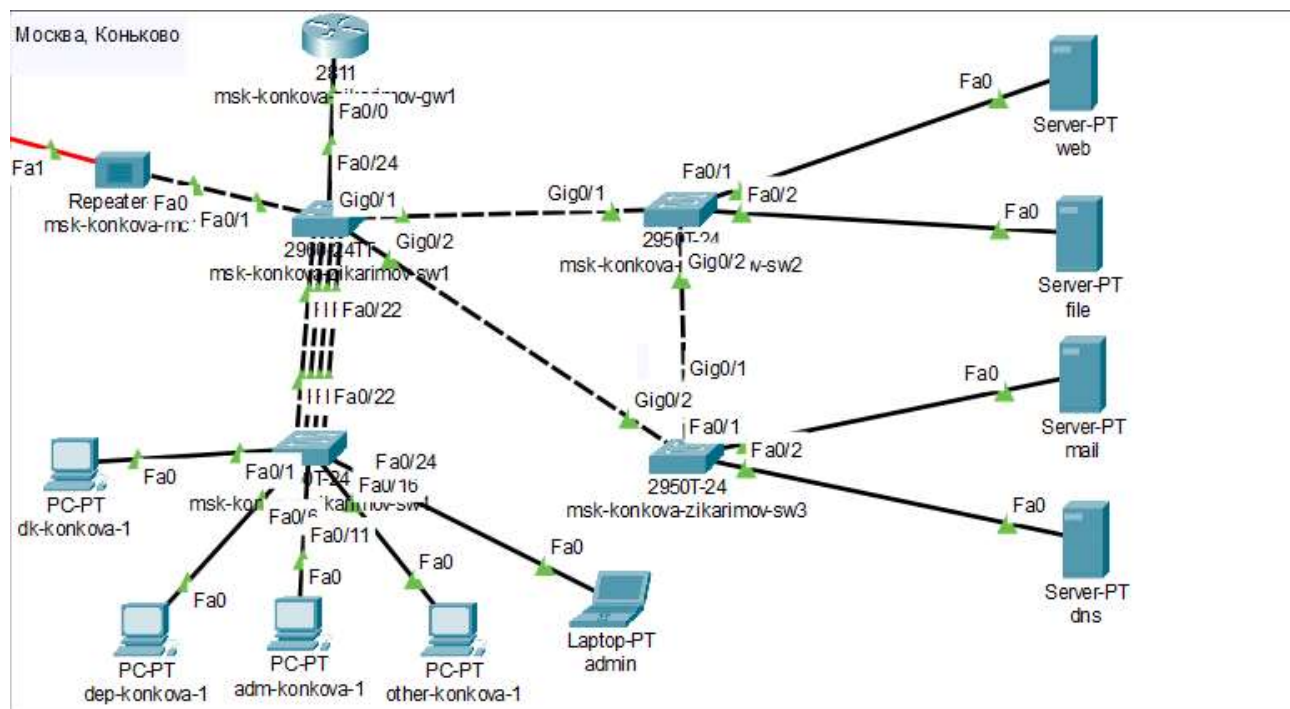 Москва, Коньково
2811
Fa0/0
Fa0/24
Fa1
Repeater
Fa0
Fa0/1
Gig0/1
Gig0/2
msk-konkova-zikarimov-sw1
Gig0/1
Fa0/1
Fa0/2
2950T-24
Gig0/2
Fa0
Server-PT
web
Fa0
Server-PT
file
Fa0/22
Fa0/22
Gig0/1
Gig0/2
Fa0/1
Fa0/2
2950T-24
msk-konkova-zikarimov-sw3
Fa0
Server-PT
mail
Fa0
Server-PT
dns
Fa0
PC-PT
dk-konkova-1
Fa0/1
Fa0/24
Fa0/16
Fa0/11
Fa0
PC-PT
dep-konkova-1
Fa0
PC-PT
adm-konkova-1
Fa0
PC-PT
other-konkova-1
Fa0
Laptop-PT
admin